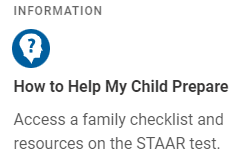 INFORMATION
?
How to Help My Child Prepare
Access a family checklist and
resources on the STAAR test.